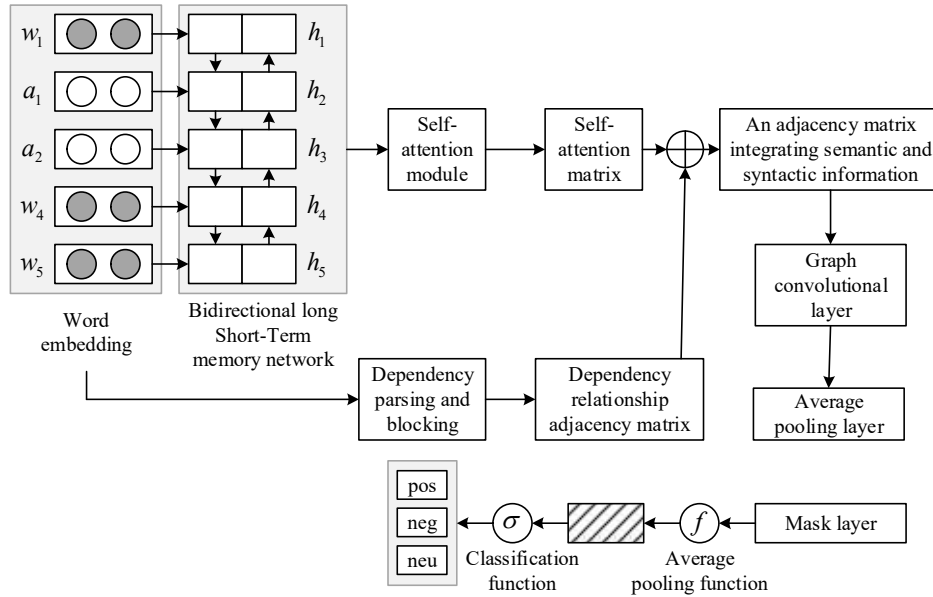 w1
h1
a1
h2
a2
h3
w4
h4
w5
h5
Word
embedding
Bidirectional long
Short-Term
memory network
Self-
attention
module
Self-
attention
matrix
An adjacency matrix
integrating semantic and
syntactic information
Graph
convolutional
layer
Dependency
parsing and
blocking
Dependency
relationship
adjacency matrix
Average
pooling layer
pos
neg
neu
σ
Classification
function
f
Average
pooling function
Mask layer